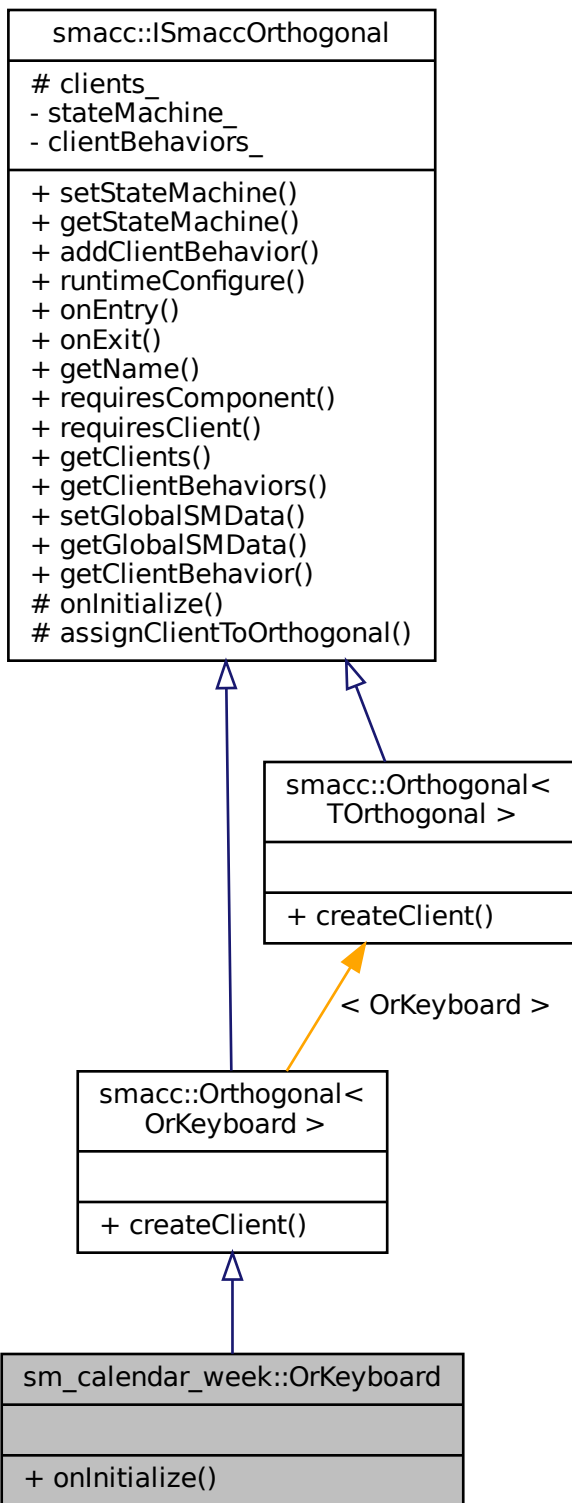 smacc::ISmaccOrthogonal
# clients_
- stateMachine_
- clientBehaviors_
+ setStateMachine()
+ getStateMachine()
+ addClientBehavior()
+ runtimeConfigure()
+ onEntry()
+ onExit()
+ getName()
+ requiresComponent()
+ requiresClient()
+ getClients()
+ getClientBehaviors()
+ setGlobalSMData()
+ getGlobalSMData()
+ getClientBehavior()
# onInitialize()
# assignClientToOrthogonal()
smacc::Orthogonal<
TOrthogonal >
+ createClient()
< OrKeyboard >
smacc::Orthogonal<
OrKeyboard >
+ createClient()
sm_calendar_week::OrKeyboard
+ onInitialize()